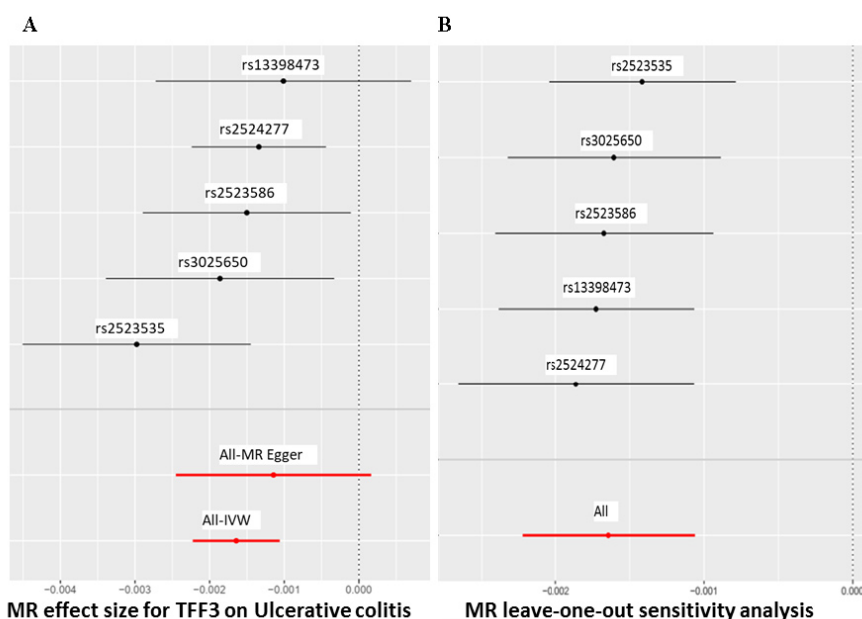 A
rs13398473
rs2524277
rs2523586
rs3025650
rs2523535
All-MR Egger
All-IVW
−0.004 −0.003 −0.002 −0.001 0.000
MR effect size for TFF3 on Ulcerative colitis
B
rs2523535
rs3025650
rs2523586
rs13398473
rs2524277
All
−0.002 −0.001 0.000
MR leave-one-out sensitivity analysis